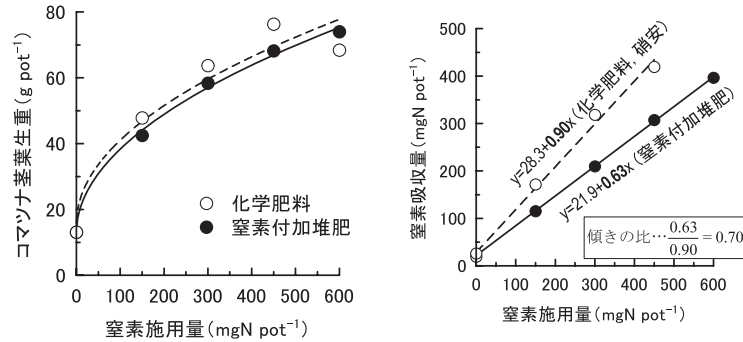 コマツナ茎葉生重(g pot⁻¹)
80
60
40
20
0
0 100 200 300 400 500 600
窒素施用量(mgN pot⁻¹)
○ 化学肥料
● 窒素付加堆肥
窒素吸収量(mgN pot⁻¹)
500
400
300
200
100
0
0 100 200 300 400 500 600
窒素施用量(mgN pot⁻¹)
y=28.3+0.90x(化学肥料, 硝安)
y=21.9+0.63x(窒素付加堆肥)
傾きの比…0.63/0.90=0.70